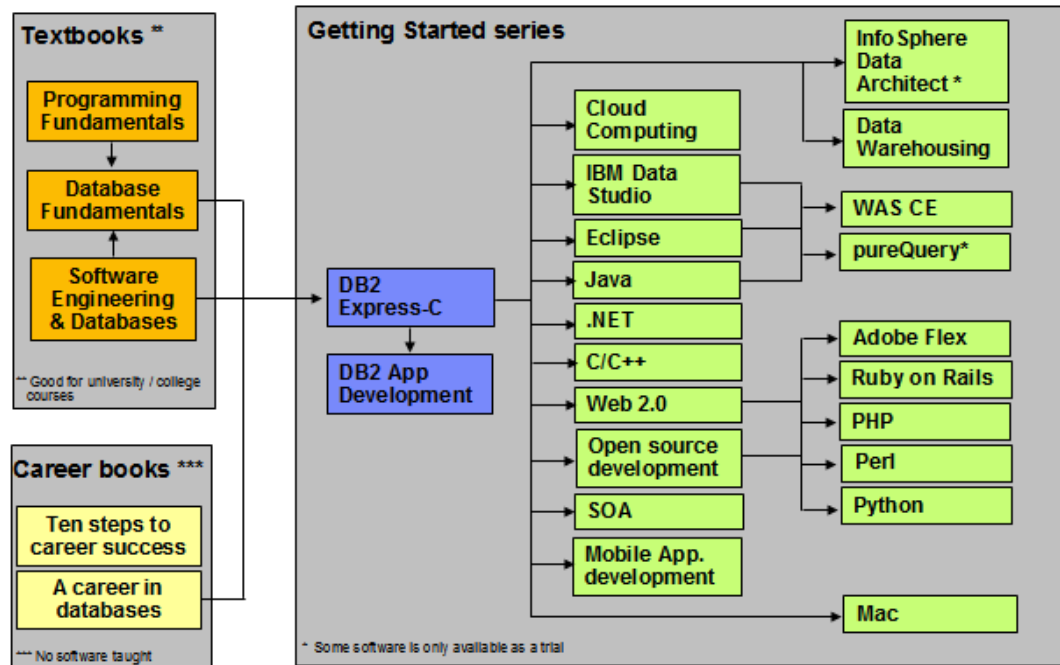 Textbooks **
Programming
Fundamentals
Database
Fundamentals
Software
Engineering
& Databases
** Good for university / college
courses
Career books ***
Ten steps to
career success
A career in
databases
*** No software taught
Getting Started series
DB2
Express-C
DB2 App
Development
Cloud
Computing
IBM Data
Studio
Eclipse
Java
.NET
C/C++
Web 2.0
Open source
development
SOA
Mobile App.
development
InfoSphere
Data
Architect *
Data
Warehousing
WAS CE
pureQuery*
Adobe Flex
Ruby on Rails
PHP
Perl
Python
Mac
* Some software is only available as a trial